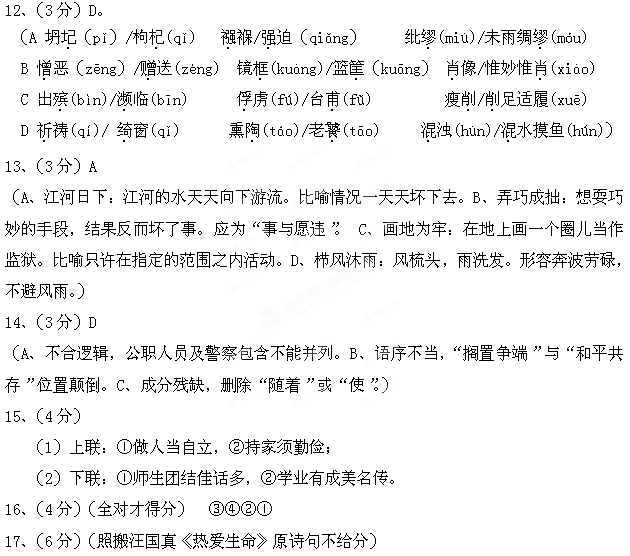 12、(3分)D。
（A 坍圮（pǐ）/枸杞(qǐ) 襁褓/强迫（qiǎng） 纰缪(miù)/未雨绸缪(móu)
B 憎恶（zēng）/赠送(zèng) 镜框(kuàng)/篮筐（kuāng） 肖像/惟妙惟肖(xiào)
C 出殡(bìn)/濒临(bīn) 俘虏(fú)/台甫(fǔ) 瘦削/削足适履(xuē)
D 祈祷(qí)/ 绮窗(qǐ) 熏陶(táo)/老饕(tāo) 混浊(hùn)/混水摸鱼(hún)）
13、(3分)A
（A、江河日下：江河的水天天向下游流。比喻情况一天天坏下去。B、弄巧成拙：想耍巧
妙的手段，结果反而坏了事。应为“事与愿违”。 C、画地为牢：在地上画一个圈儿当作
监狱。比喻只许在指定的范围之内活动。D、栉风沐雨：风梳头，雨洗发。形容奔波劳碌，
不避风雨。）
14、(3分)D
（A、不合逻辑，公职人员及警察包含不能并列。B、语序不当，“搁置争端 ”与“和平共
存 ”位置颠倒。C、成分残缺，删除“随着 ”或“使 ”。）
15、(4分)
（1）上联：①做人当自立，②持家须勤俭；
（2）下联：①师生团结佳话多，②学业有成美名传。
16、(4分)(全对才得分) ③④②①
17、(6分)(照搬汪国真《热爱生命》原诗句不给分)